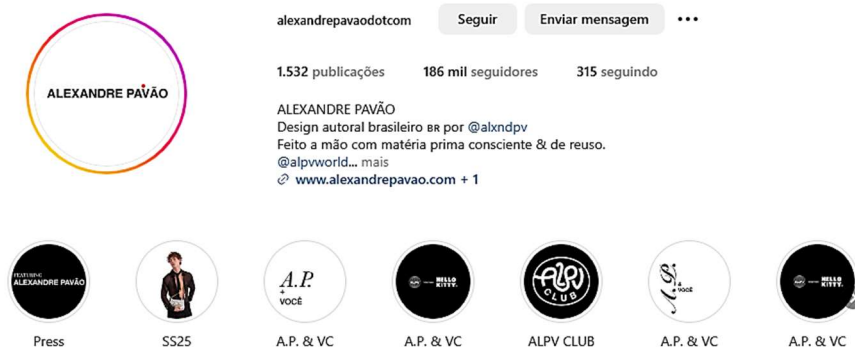 alexandrepavaodotcom Seguir Enviar mensagem
1.532 publicações 186 mil seguidores 315 seguindo
ALEXANDRE PAVÃO
ALEXANDRE PAVÃO
Design autoral brasileiro BR por @alxndpv
Feito a mão com matéria prima consciente & de reuso.
@alpvworld... mais
www.alexandrepavao.com + 1
FEATURING
ALEXANDRE PAVÃO
A.P.
+
VOCÊ
HELLO
KITTY.
ALPV
CLUB
A.P.
+
VOCÊ
HELLO
KITTY.
Press SS25 A.P. & VC A.P. & VC ALPV CLUB A.P. & VC A.P. & VC